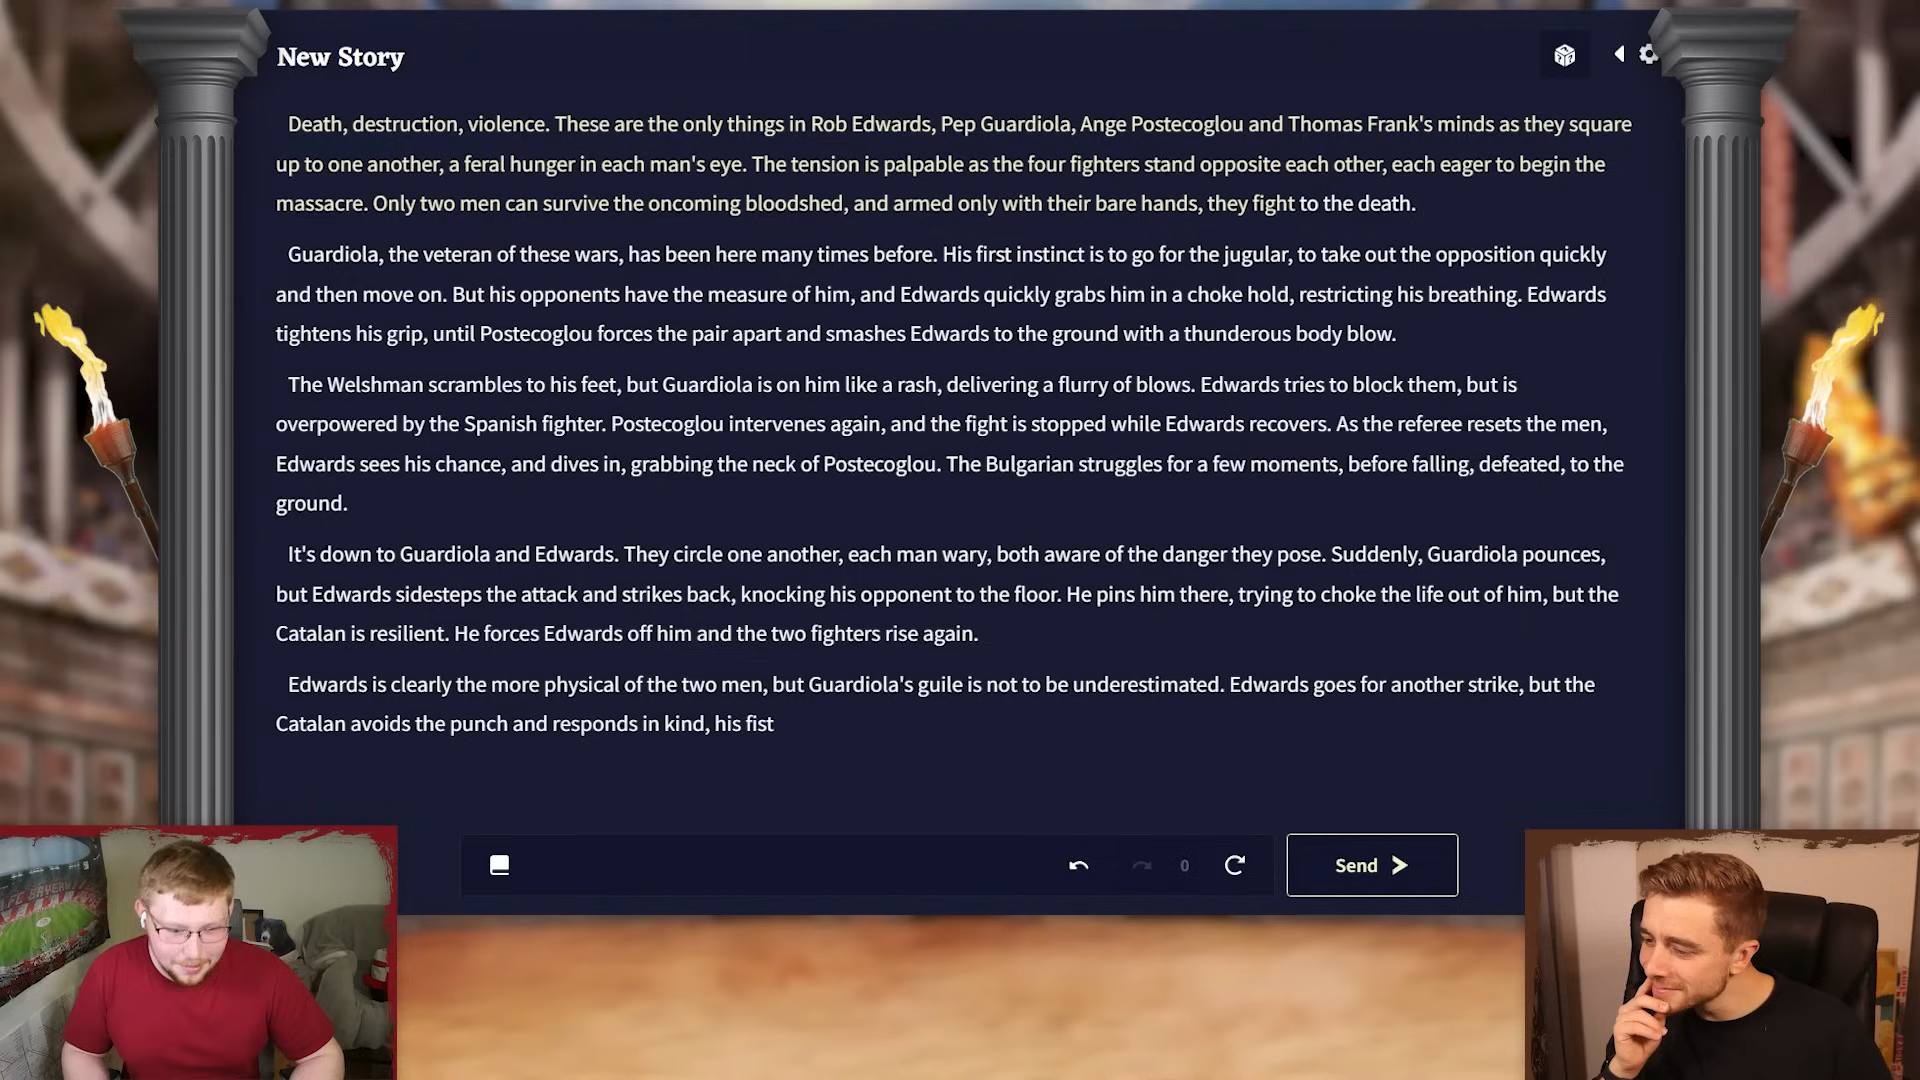 New Story
Death, destruction, violence. These are the only things in Rob Edwards, Pep Guardiola, Ange Postecoglou and Thomas Frank's minds as they square
up to one another, a feral hunger in each man's eye. The tension is palpable as the four fighters stand opposite each other, each eager to begin the
massacre. Only two men can survive the oncoming bloodshed, and armed only with their bare hands, they fight to the death.
Guardiola, the veteran of these wars, has been here many times before. His first instinct is to go for the jugular, to take out the opposition quickly
and then move on. But his opponents have the measure of him, and Edwards quickly grabs him in a choke hold, restricting his breathing. Edwards
tightens his grip, until Postecoglou forces the pair apart and smashes Edwards to the ground with a thunderous body blow.
The Welshman scrambles to his feet, but Guardiola is on him like a rash, delivering a flurry of blows. Edwards tries to block them, but is
overpowered by the Spanish fighter. Postecoglou intervenes again, and the fight is stopped while Edwards recovers. As the referee resets the men,
Edwards sees his chance, and dives in, grabbing the neck of Postecoglou. The Bulgarian struggles for a few moments, before falling, defeated, to the
ground.
It's down to Guardiola and Edwards. They circle one another, each man wary, both aware of the danger they pose. Suddenly, Guardiola pounces,
but Edwards sidesteps the attack and strikes back, knocking his opponent to the floor. He pins him there, trying to choke the life out of him, but the
Catalan is resilient. He forces Edwards off him and the two fighters rise again.
Edwards is clearly the more physical of the two men, but Guardiola's guile is not to be underestimated. Edwards goes for another strike, but the
Catalan avoids the punch and responds in kind, his fist
0
Send